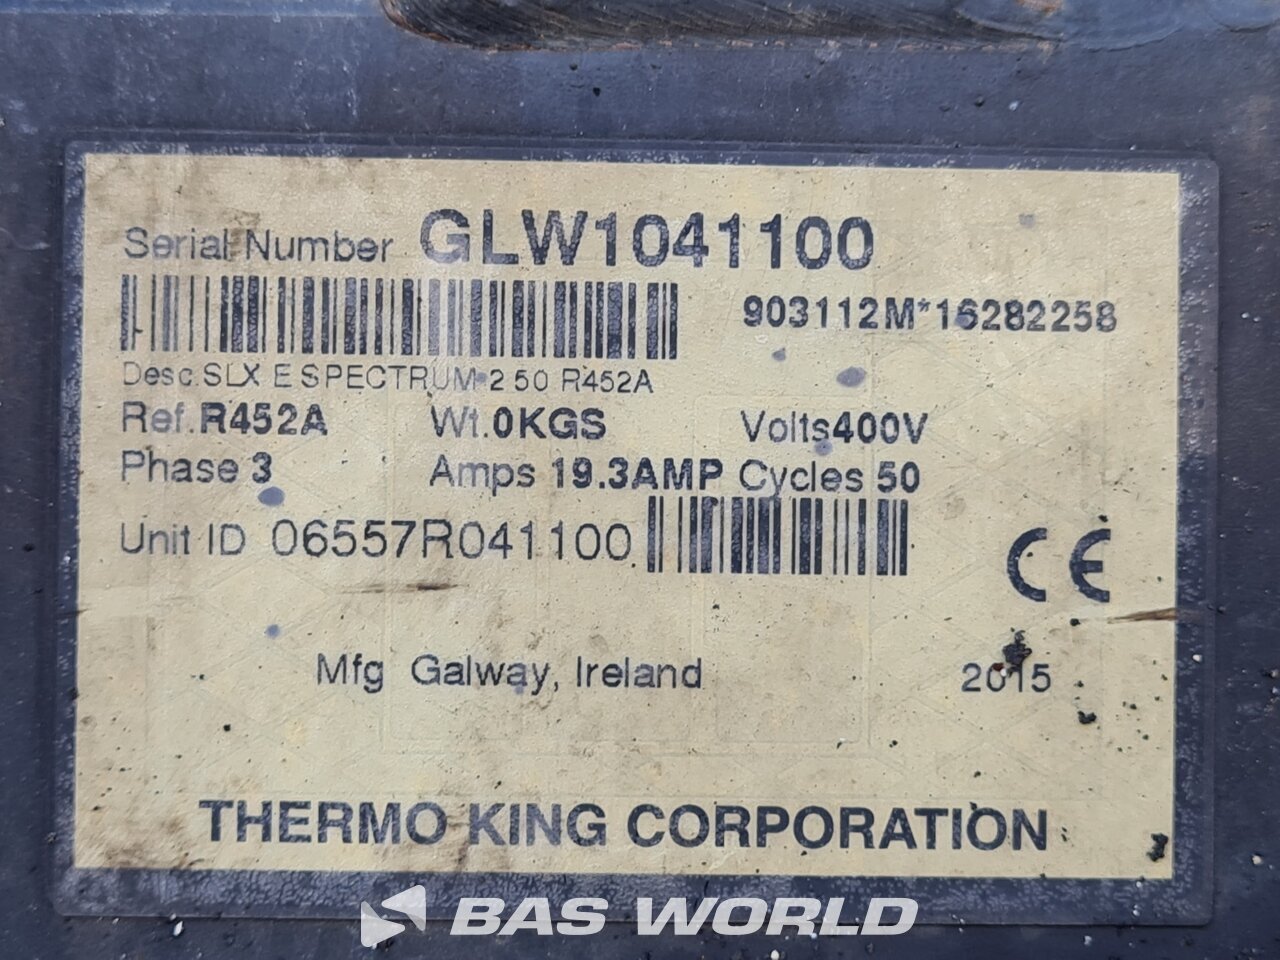 Serial Number GLW1041100
903112M*16282258
Desc.SLX E SPECTRUM 2 50 R452A
Ref.R452A Wt.0KGS Volts400V
Phase 3 Amps 19.3AMP Cycles 50
Unit ID 06557R041100
CE
Mfg Galway, Ireland 2015
THERMO KING CORPORATION
BAS WORLD